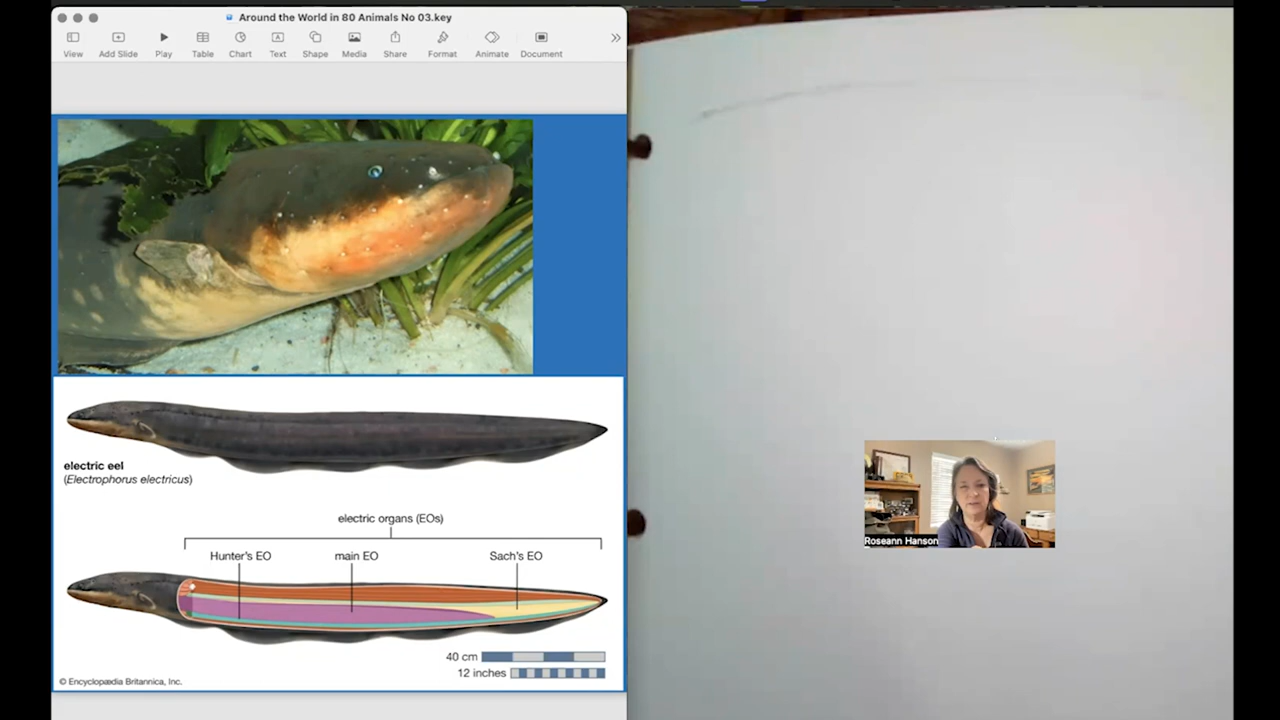 Around the World in 80 Animals No 03.key
View Add Slide Play Table Chart Text Shape Media Share Format Animate Document
electric eel
(Electrophorus electricus)
electric organs (EOs)
Hunter's EO main EO Sach's EO
40 cm
12 inches
© Encyclopædia Britannica, Inc.
Roseann Hanson